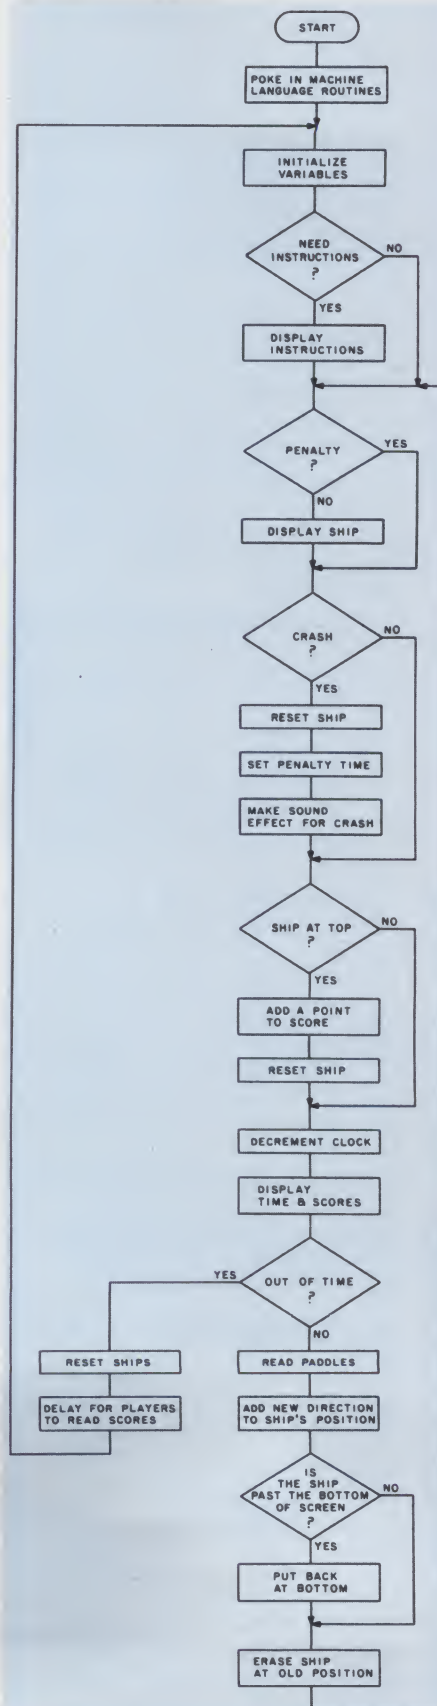 START
POKE IN MACHINE
LANGUAGE ROUTINES
INITIALIZE
VARIABLES
NEED
INSTRUCTIONS
?
NO
YES
DISPLAY
INSTRUCTIONS
PENALTY
?
YES
NO
DISPLAY SHIP
CRASH
?
NO
YES
RESET SHIP
SET PENALTY TIME
MAKE SOUND
EFFECT FOR CRASH
SHIP AT TOP
?
NO
YES
ADD A POINT
TO SCORE
RESET SHIP
DECREMENT CLOCK
DISPLAY
TIME & SCORES
OUT OF TIME
?
YES
NO
RESET SHIPS
DELAY FOR PLAYERS
TO READ SCORES
READ PADDLES
ADD NEW DIRECTION
TO SHIP'S POSITION
IS
THE SHIP
PAST THE BOTTOM
OF SCREEN
?
NO
YES
PUT BACK
AT BOTTOM
ERASE SHIP
AT OLD POSITION